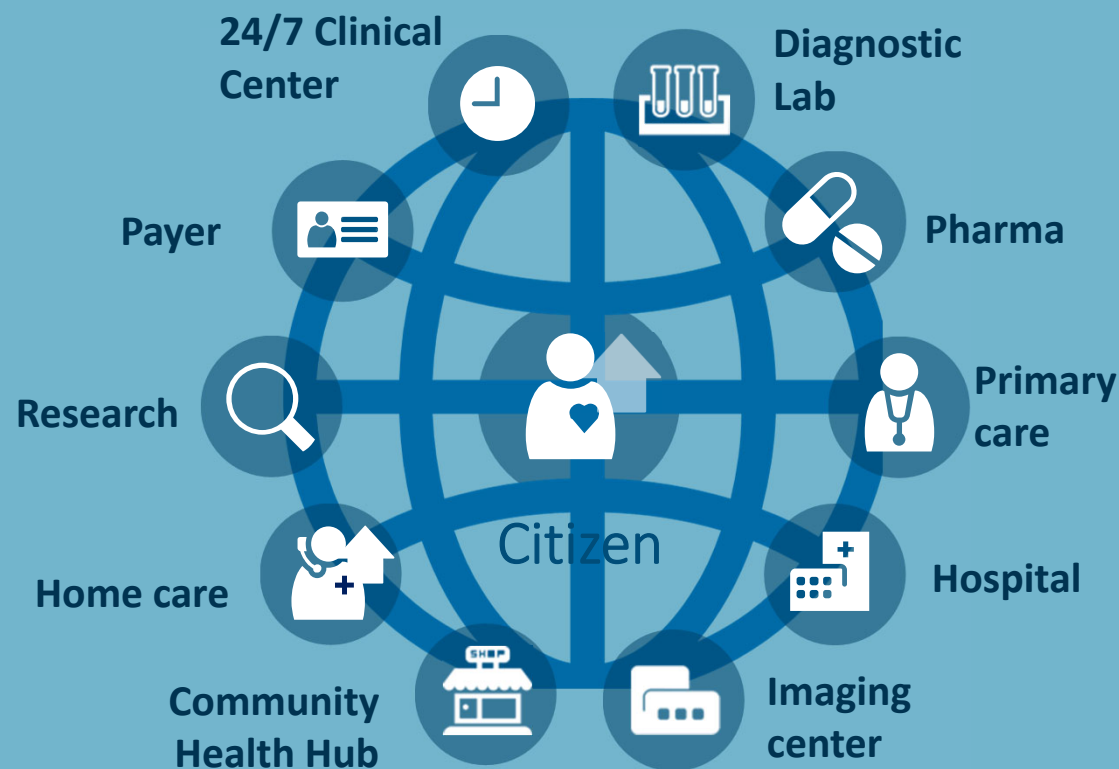 24/7 Clinical
Center
Diagnostic
Lab
Payer
Pharma
Research
Primary
care
Citizen
Home care
Hospital
SHOP
Community
Health Hub
Imaging
center